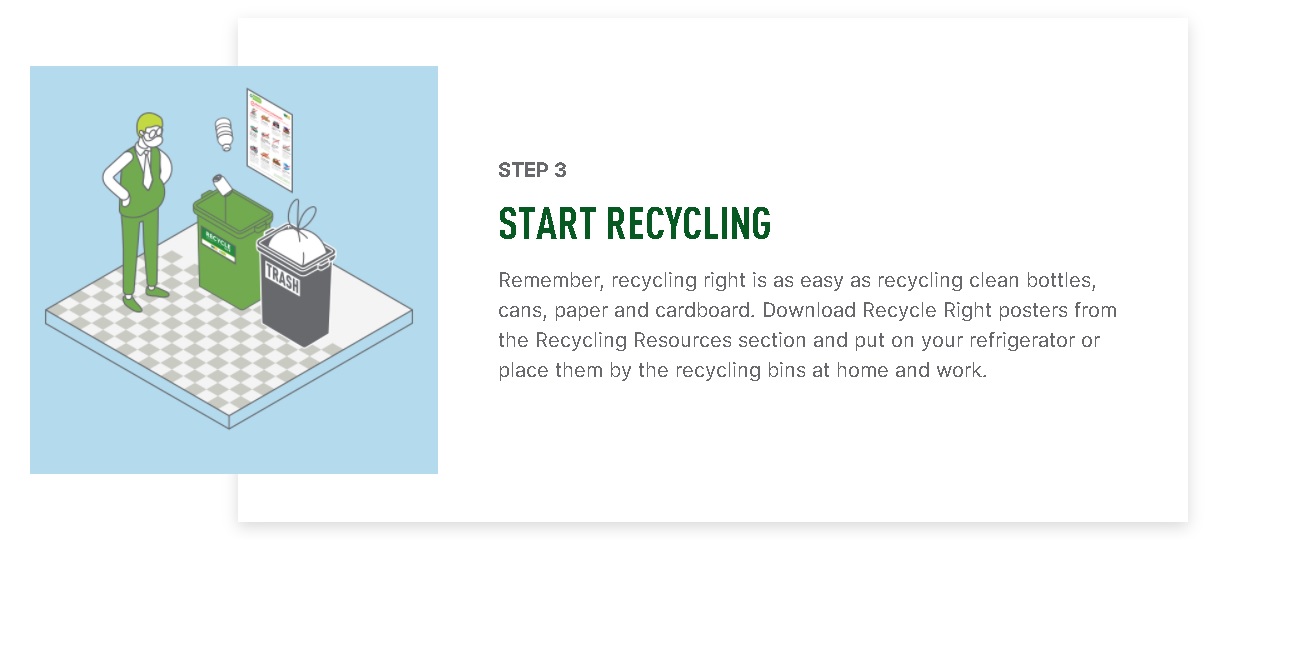 STEP 3
START RECYCLING
Remember, recycling right is as easy as recycling clean bottles,
cans, paper and cardboard. Download Recycle Right posters from
the Recycling Resources section and put on your refrigerator or
place them by the recycling bins at home and work.
RECYCLE
TRASH